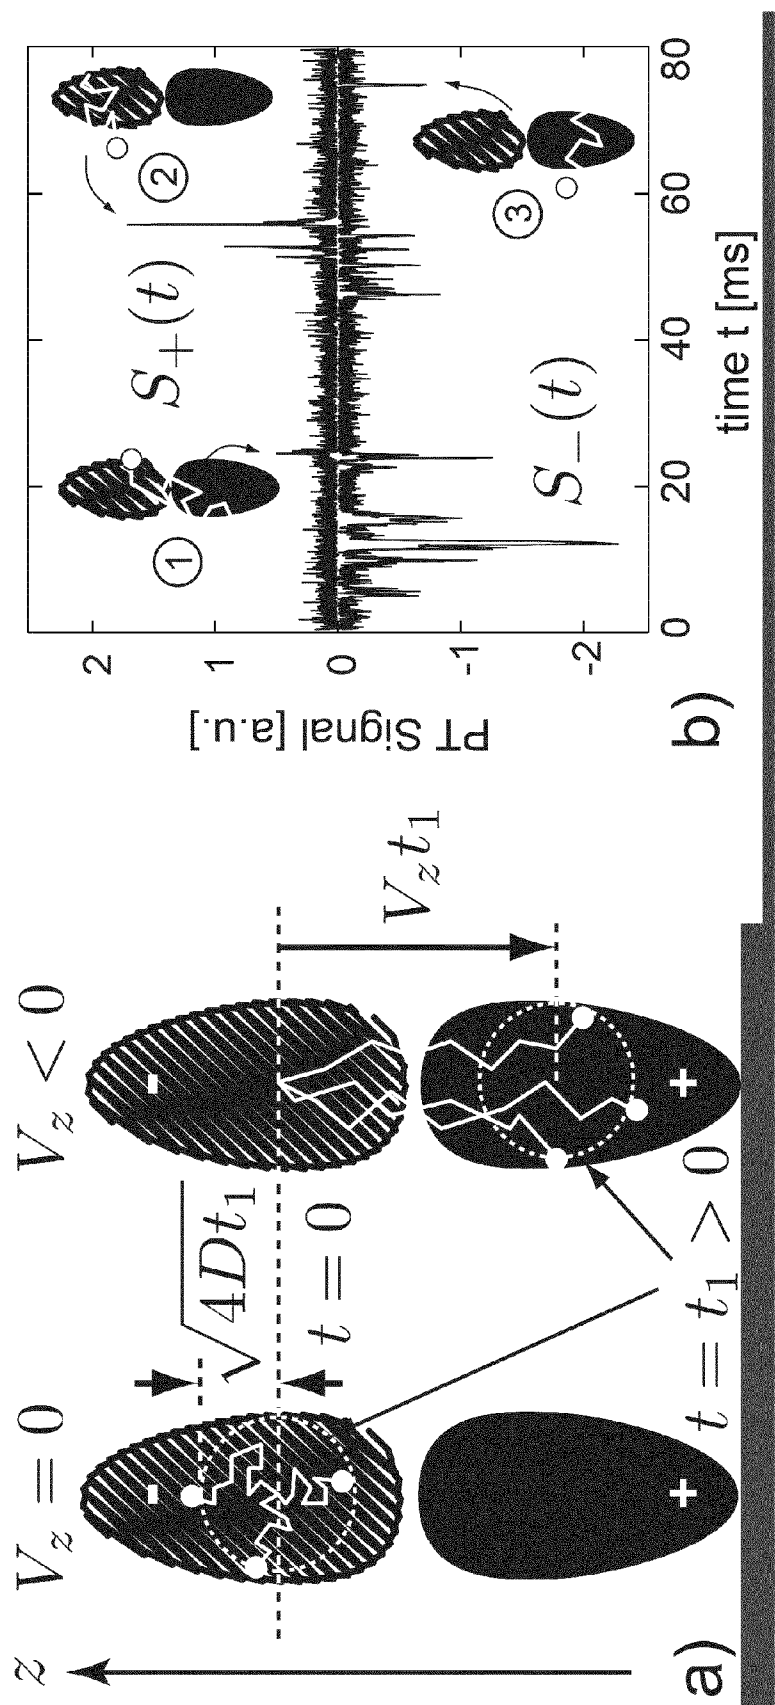 a)
z
V_z = 0
V_z < 0
-
-
√4Dt_1
t = 0
V_z t_1
+
+
t = t_1 > 0
b)
PT Signal [a.u.]
2
1
0
-1
-2
1
S_+(t)
2
S_-(t)
3
0
20
40
60
80
time t [ms]